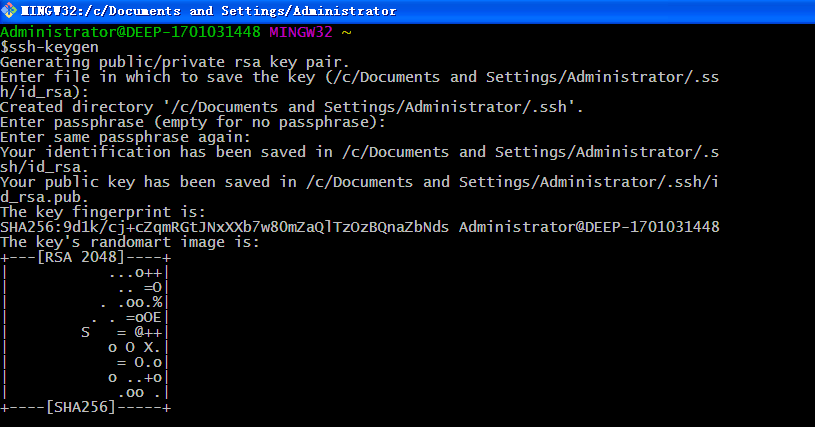 MINGW32:/c/Documents and Settings/Administrator
Administrator@DEEP-1701031448 MINGW32 ~
$ssh-keygen
Generating public/private rsa key pair.
Enter file in which to save the key (/c/Documents and Settings/Administrator/.ss
h/id_rsa):
Created directory '/c/Documents and Settings/Administrator/.ssh'.
Enter passphrase (empty for no passphrase):
Enter same passphrase again:
Your identification has been saved in /c/Documents and Settings/Administrator/.s
sh/id_rsa.
Your public key has been saved in /c/Documents and Settings/Administrator/.ssh/i
d_rsa.pub.
The key fingerprint is:
SHA256:9d1k/cj+cZqmRGtJNxXXb7w80mZaQlTzOzBQnaZbNds Administrator@DEEP-1701031448
The key's randomart image is:
+---[RSA 2048]----+
|           ...o++|
|            .. =O|
|          . .oo.%|
|         . . =oOE|
|        S   = @++|
|           o O X.|
|            = O.o|
|           o ..+o|
|            .oo .|
+----[SHA256]-----+